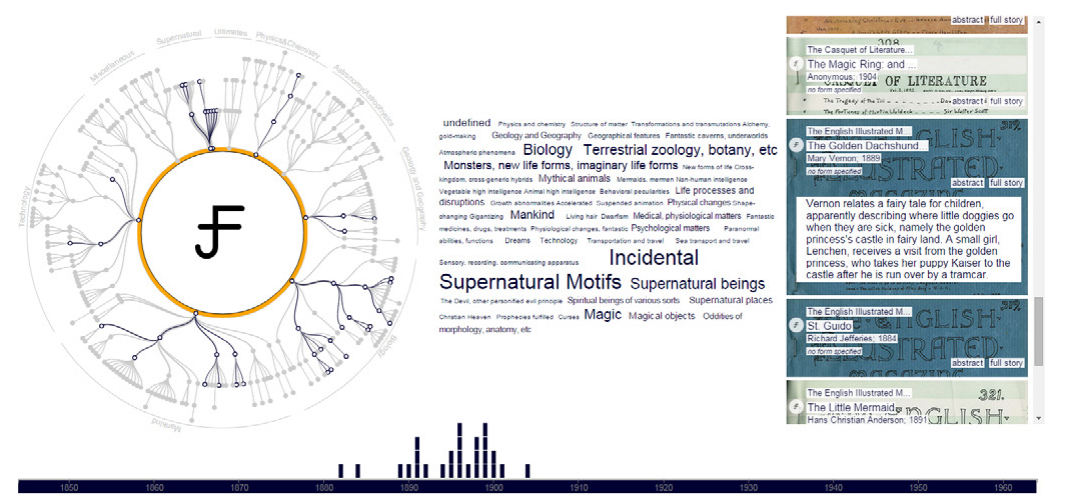 Miscellaneous
Supernatural
Ultimates
Physics&Chemistry
Technology
Biology
Mankind
undefined Physics and chemistry Structure of matter Transformations and transmutations Alchemy,
gold-making Geology and Geography Geographical features Fantastic caverns, underworlds
Atmospheric phenomena Biology Terrestrial zoology, botany, etc
Monsters, new life forms, imaginary life forms New forms of life Cross-
kingdom, cross-generic hybrids Mythical animals Mermaids, mermen Non-human intelligence
Vegetable high intelligence Animal high intelligence Behavioral peculiarities Life processes and
disruptions Growth abnormalities Accelerated Suspended animation Physical changes Shape-
changing Gigantizing Mankind Living hair Dwarfism Medical, physiological matters Fantastic
medicines, drugs, treatments Physiological changes, fantastic Psychological matters Paranormal
abilities, functions Dreams Technology Transportation and travel Sea transport and travel
Sensory, recording, communicating apparatus Incidental
Supernatural Motifs Supernatural beings
The Devil, other personified evil principle Spiritual beings of various sorts Supernatural places
Christian Heaven Prophecies fulfilled Curses Magic Magical objects Oddities of
morphology, anatomy, etc
abstract full story
308
The Casquet of Literature...
The Magic Ring: and ...
Anonymous; 1904
OF LITERATURE
no form specified
abstract full story
The English Illustrated M...
The Golden Dachshund...
Mary Vernon; 1889
no form specified
abstract full story
Vernon relates a fairy tale for children,
apparently describing where little doggies go
when they are sick, namely the golden
princess's castle in fairy land. A small girl,
Lenchen, receives a visit from the golden
princess, who takes her puppy Kaiser to the
castle after he is run over by a tramcar.
The English Illustrated M...
St. Guido
Richard Jefferies; 1884
no form specified
abstract full story
321.
The English Illustrated M...
The Little Mermaid
Hans Christian Anderson; 1891
1850 1860 1870 1880 1890 1900 1910 1920 1930 1940 1950 1960